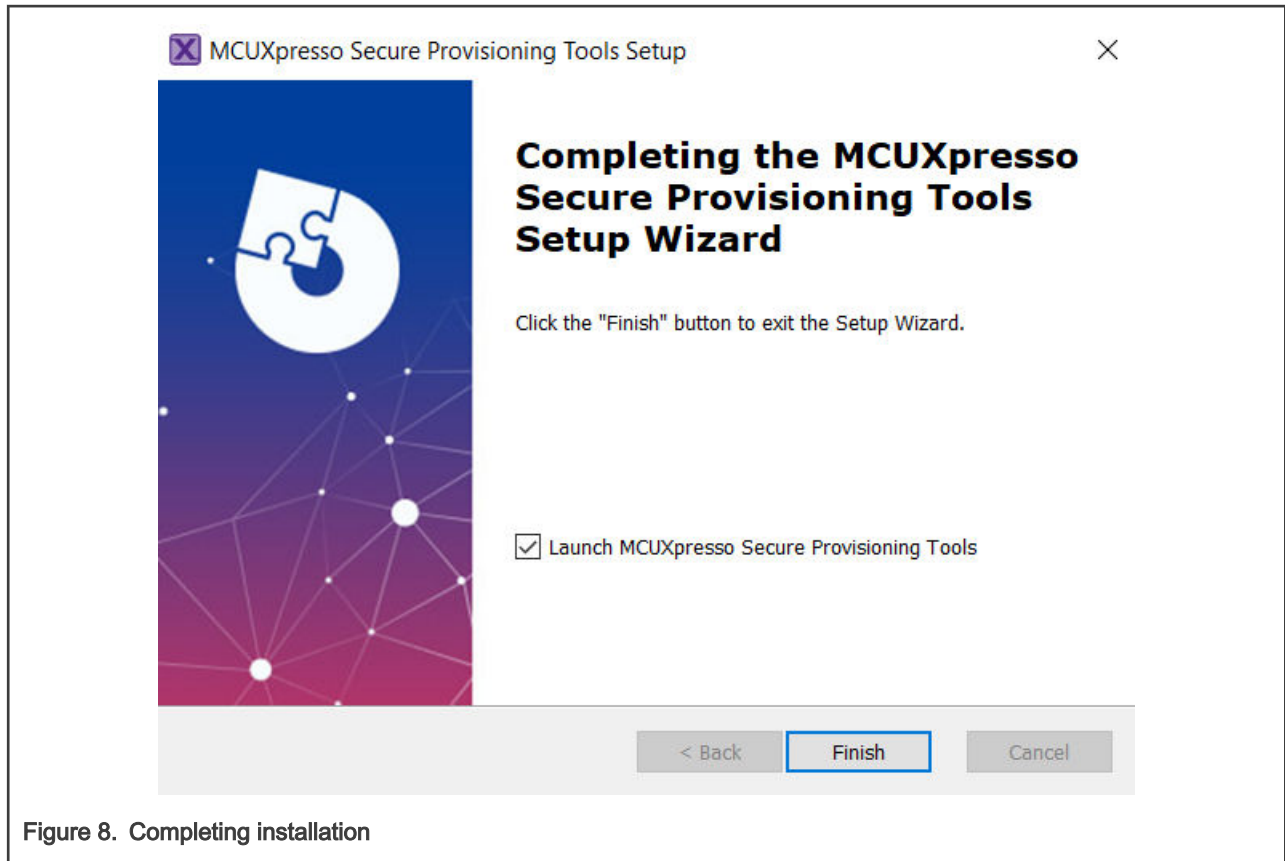 MCUXpresso Secure Provisioning Tools Setup
Completing the MCUXpresso
Secure Provisioning Tools
Setup Wizard
Click the "Finish" button to exit the Setup Wizard.
Launch MCUXpresso Secure Provisioning Tools
< Back Finish Cancel
Figure 8. Completing installation